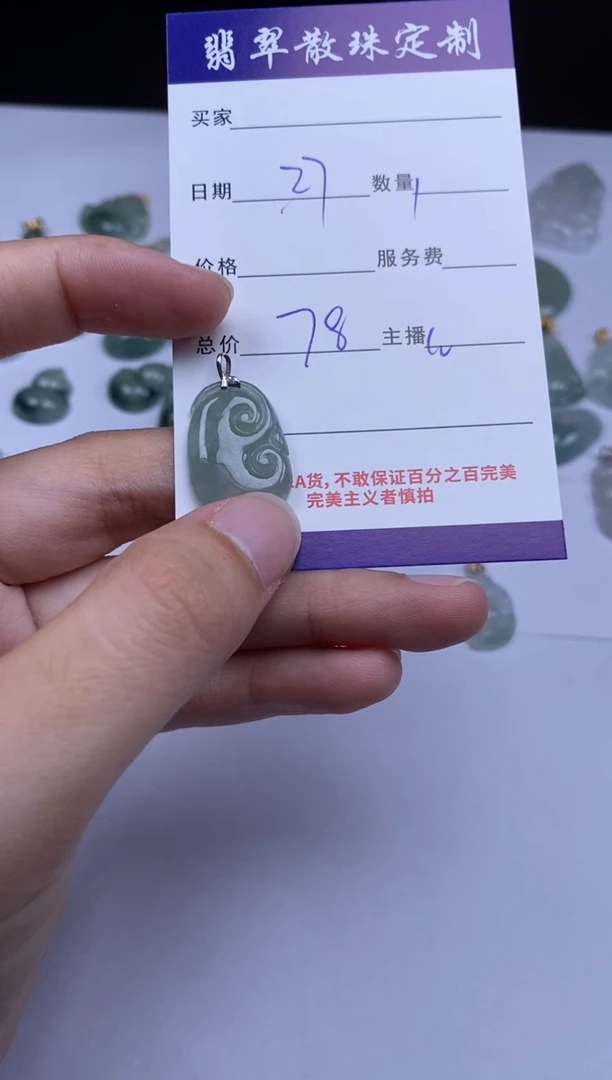 翡翠散珠定制
买家
日期 27 数量 1
价格 服务费
总价 78 主播
A货,不敢保证百分之百完美
完美主义者慎拍